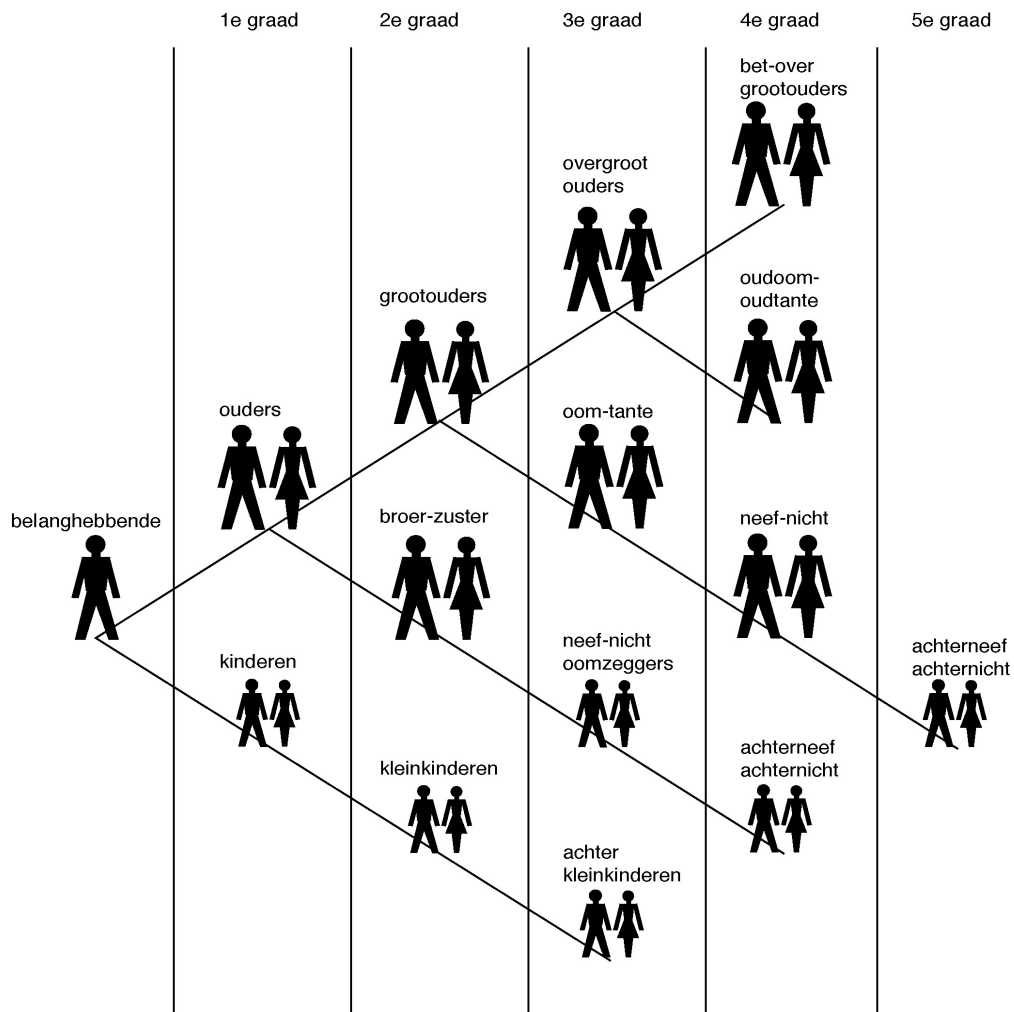 1e graad
2e graad
3e graad
4e graad
5e graad
bet-over
grootouders
overgroot
ouders
oudoom-
oudtante
grootouders
ouders
oom-tante
belanghebbende
broer-zuster
neef-nicht
kinderen
neef-nicht
oomzeggers
achterneef
achternicht
kleinkinderen
achterneef
achternicht
achter
kleinkinderen